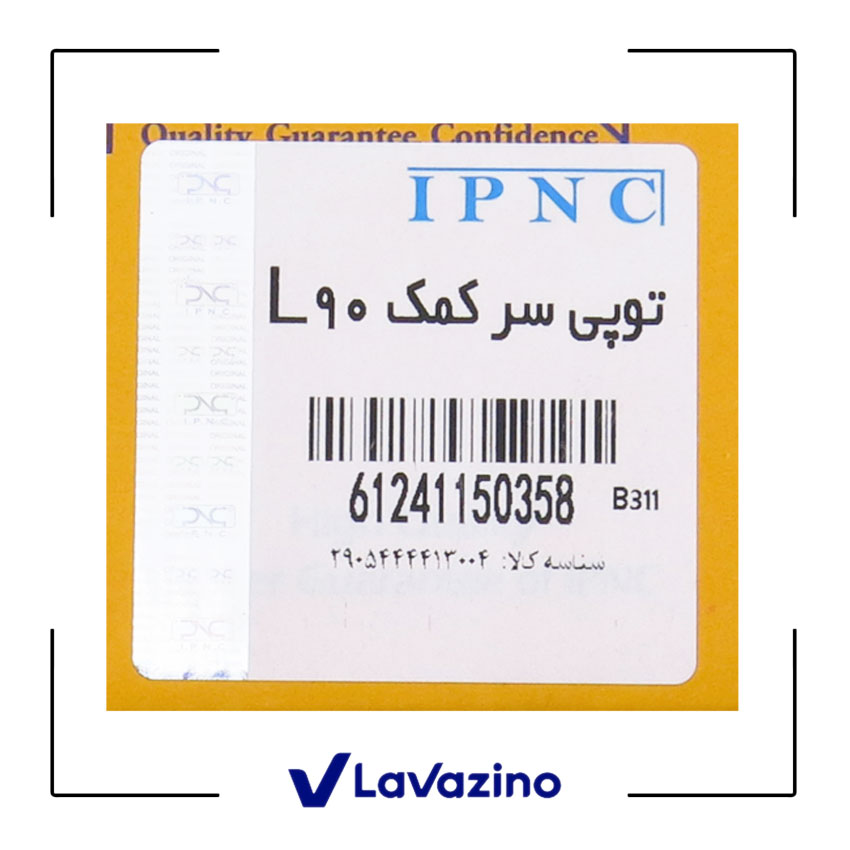 Quality Guarantee Confidence
IPNC
توپی سر کمک L۹۰
61241150358
B311
شناسه کالا: ۲۹۰۵۴۴۴۴۱۳۰۰۴
LaVazino